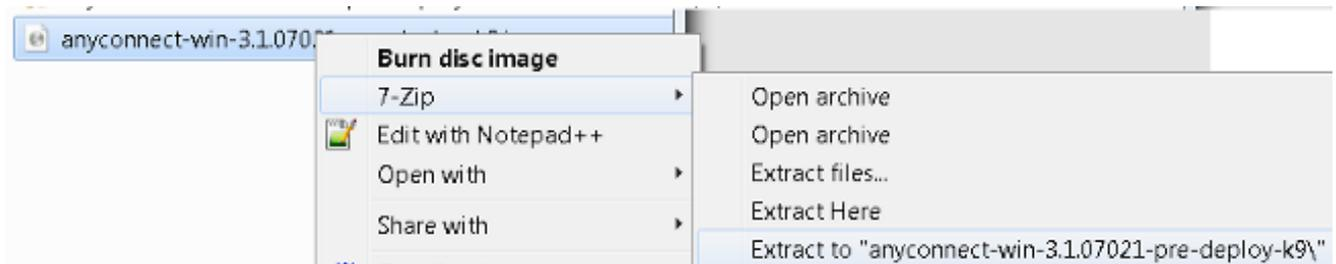 anyconnect-win-3.1.070
Burn disc image
7-Zip
Edit with Notepad++
Open with
Share with
Open archive
Open archive
Extract files...
Extract Here
Extract to "anyconnect-win-3.1.07021-pre-deploy-k9\"